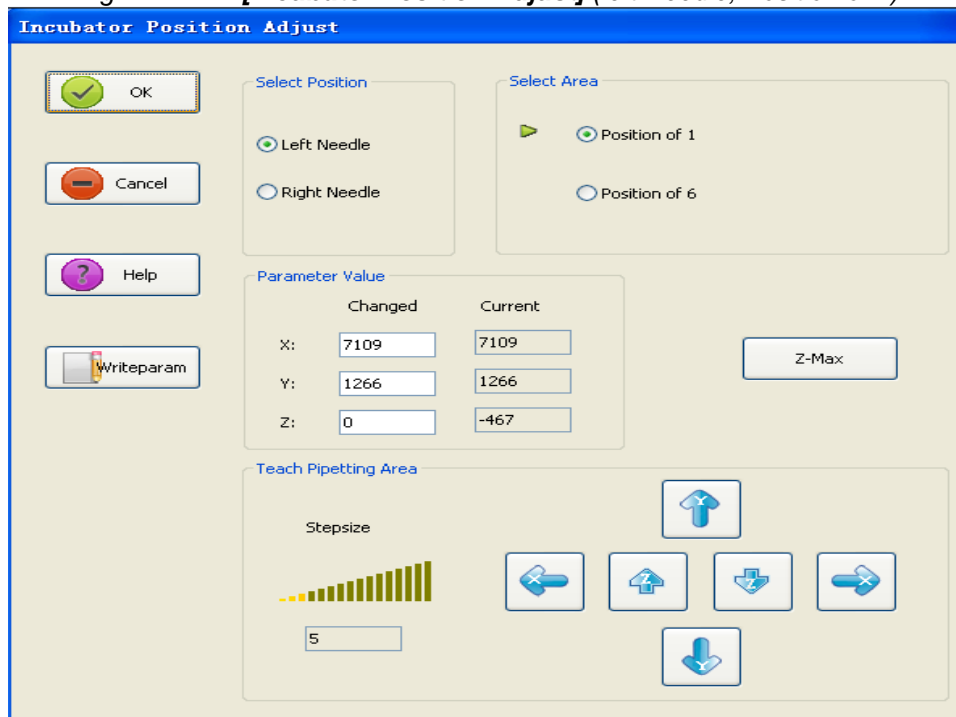 Incubator Position Adjust
OK
Cancel
Help
Writeparam
Select Position
Left Needle
Right Needle
Select Area
Position of 1
Position of 6
Parameter Value
Changed Current
X: 7109 7109
Y: 1266 1266
Z: 0 -467
Z-Max
Teach Pipetting Area
Stepsize
5
Y
X Z Z X
Y